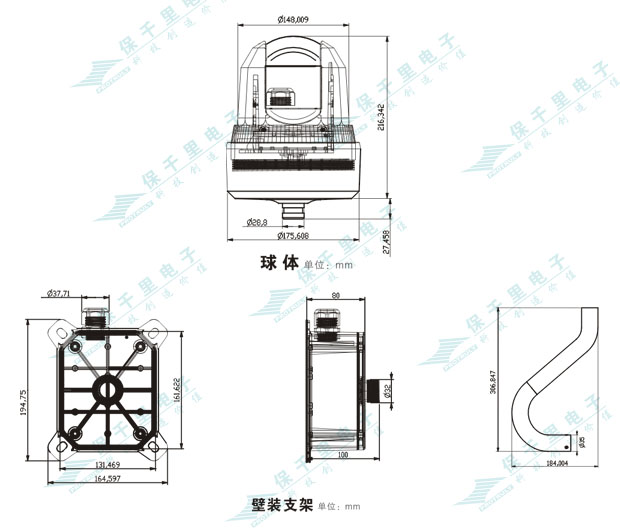 Ø148,009
216,342
27,458
Ø28,8
Ø175,608
球体 单位：mm
Ø37,71
194,75
161,622
131,469
164,597
80
Ø32
100
306,847
Ø35
184,004
壁装支架 单位：mm
保千里电子
科技创造价值